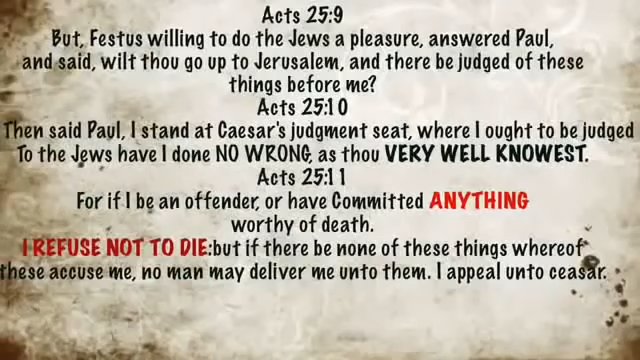 Acts 25:9
But, Festus willing to do the Jews a pleasure, answered Paul,
and said, wilt thou go up to Jerusalem, and there be judged of these
things before me?
Acts 25:10
Then said Paul, I stand at Caesar's judgment seat, where I ought to be judged
To the Jews have I done NO WRONG, as thou VERY WELL KNOWEST.
Acts 25:11
For if I be an offender, or have Committed ANYTHING
worthy of death.
I REFUSE NOT TO DIE:but if there be none of these things whereof
these accuse me, no man may deliver me unto them. I appeal unto ceasar.